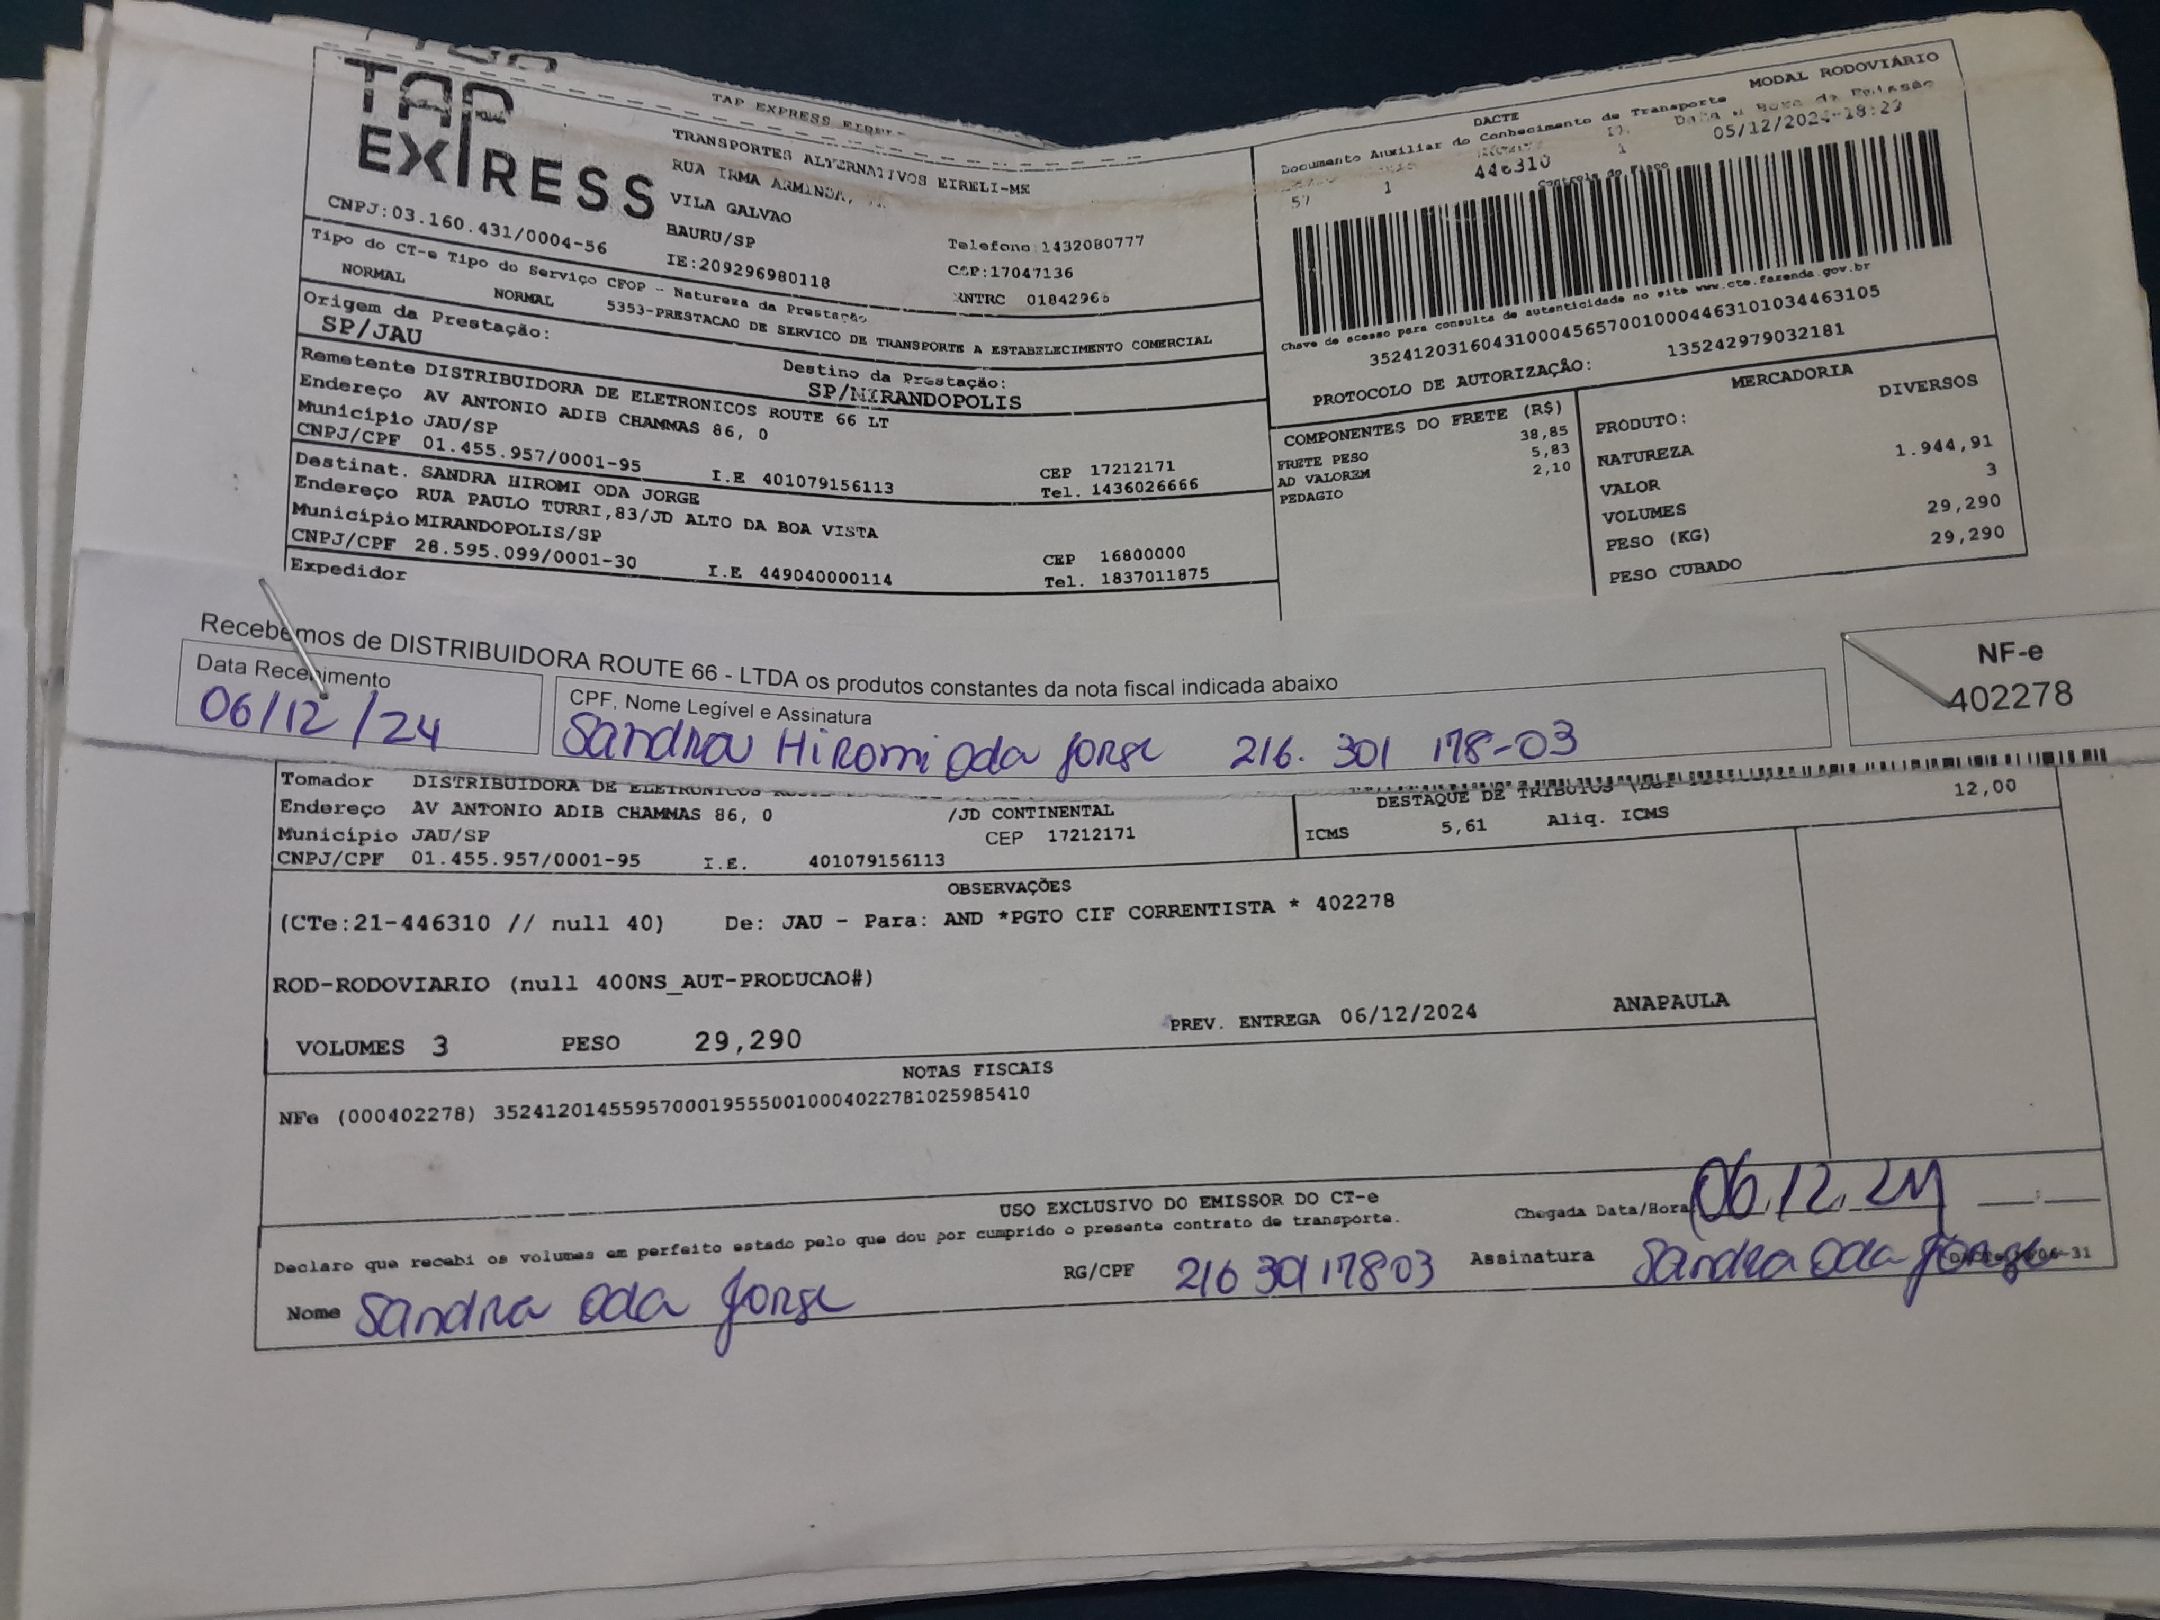 TAP EXPRESS
TAP EXPRESS
TRANSPORTES ALTERNATIVOS EIRELI-ME
RUA IRMA ARMINDA,
VILA GALVAO
BAURU/SP
Telefone:1432080777
CNPJ:03.160.431/0004-56
IE:209296980118
CEP:17047136
RNTRC 01842965
DACTE
MODAL RODOVIÁRIO
Documento Auxiliar do Conhecimento de Transporte
Data e Hora da Emissão
57 1 446310 1 05/12/2024-18:29
Controle do Fisco
Chave de acesso para consulta de autenticidade no site www.cte.fazenda.gov.br
35241203160431000456570010004463101034463105
PROTOCOLO DE AUTORIZAÇÃO: 135242979032181
Tipo do CT-e Tipo do Serviço CFOP - Natureza da Prestação
NORMAL NORMAL 5353-PRESTACAO DE SERVICO DE TRANSPORTE A ESTABELECIMENTO COMERCIAL
Origem da Prestação: Destino da Prestação:
SP/JAU SP/MIRANDOPOLIS
Remetente DISTRIBUIDORA DE ELETRONICOS ROUTE 66 LT
Endereço AV ANTONIO ADIB CHAMMAS 86, 0
Município JAU/SP CEP 17212171
CNPJ/CPF 01.455.957/0001-95 I.E 401079156113 Tel. 1436026666
Destinat. SANDRA HIROMI ODA JORGE
Endereço RUA PAULO TURRI,83/JD ALTO DA BOA VISTA
Município MIRANDOPOLIS/SP CEP 16800000
CNPJ/CPF 28.595.099/0001-30 I.E 449040000114 Tel. 1837011875
Expedidor
COMPONENTES DO FRETE (R$)
FRETE PESO 38,85
AD VALOREM 5,83
PEDAGIO 2,10
MERCADORIA
PRODUTO: DIVERSOS
NATUREZA
VALOR 1.944,91
VOLUMES 3
PESO (KG) 29,290
PESO CUBADO 29,290
Recebemos de DISTRIBUIDORA ROUTE 66 - LTDA os produtos constantes da nota fiscal indicada abaixo
Data Recebimento
06/12/24
CPF, Nome Legível e Assinatura
Sandra Hiromi Oda Jorge 216. 301 178-03
NF-e
402278
Tomador DISTRIBUIDORA DE ELETRONICOS
Endereço AV ANTONIO ADIB CHAMMAS 86, 0 /JD CONTINENTAL
Município JAU/SP CEP 17212171
CNPJ/CPF 01.455.957/0001-95 I.E. 401079156113
DESTAQUE DE TRIBUTOS
ICMS 5,61 Aliq. ICMS 12,00
OBSERVAÇÕES
(CTe:21-446310 // null 40) De: JAU - Para: AND *PGTO CIF CORRENTISTA * 402278
ROD-RODOVIARIO (null 400NS_AUT-PRODUCAO#)
VOLUMES 3 PESO 29,290 PREV. ENTREGA 06/12/2024 ANAPAULA
NOTAS FISCAIS
NFe (000402278) 35241201455957000195550010004022781025985410
USO EXCLUSIVO DO EMISSOR DO CT-e
Declaro que recebi os volumes em perfeito estado pelo que dou por cumprido o presente contrato de transporte.
Chegada Data/Hora 06.12.24
Nome Sandra Oda Jorge RG/CPF 216 301 178 03 Assinatura Sandra Oda Jorge